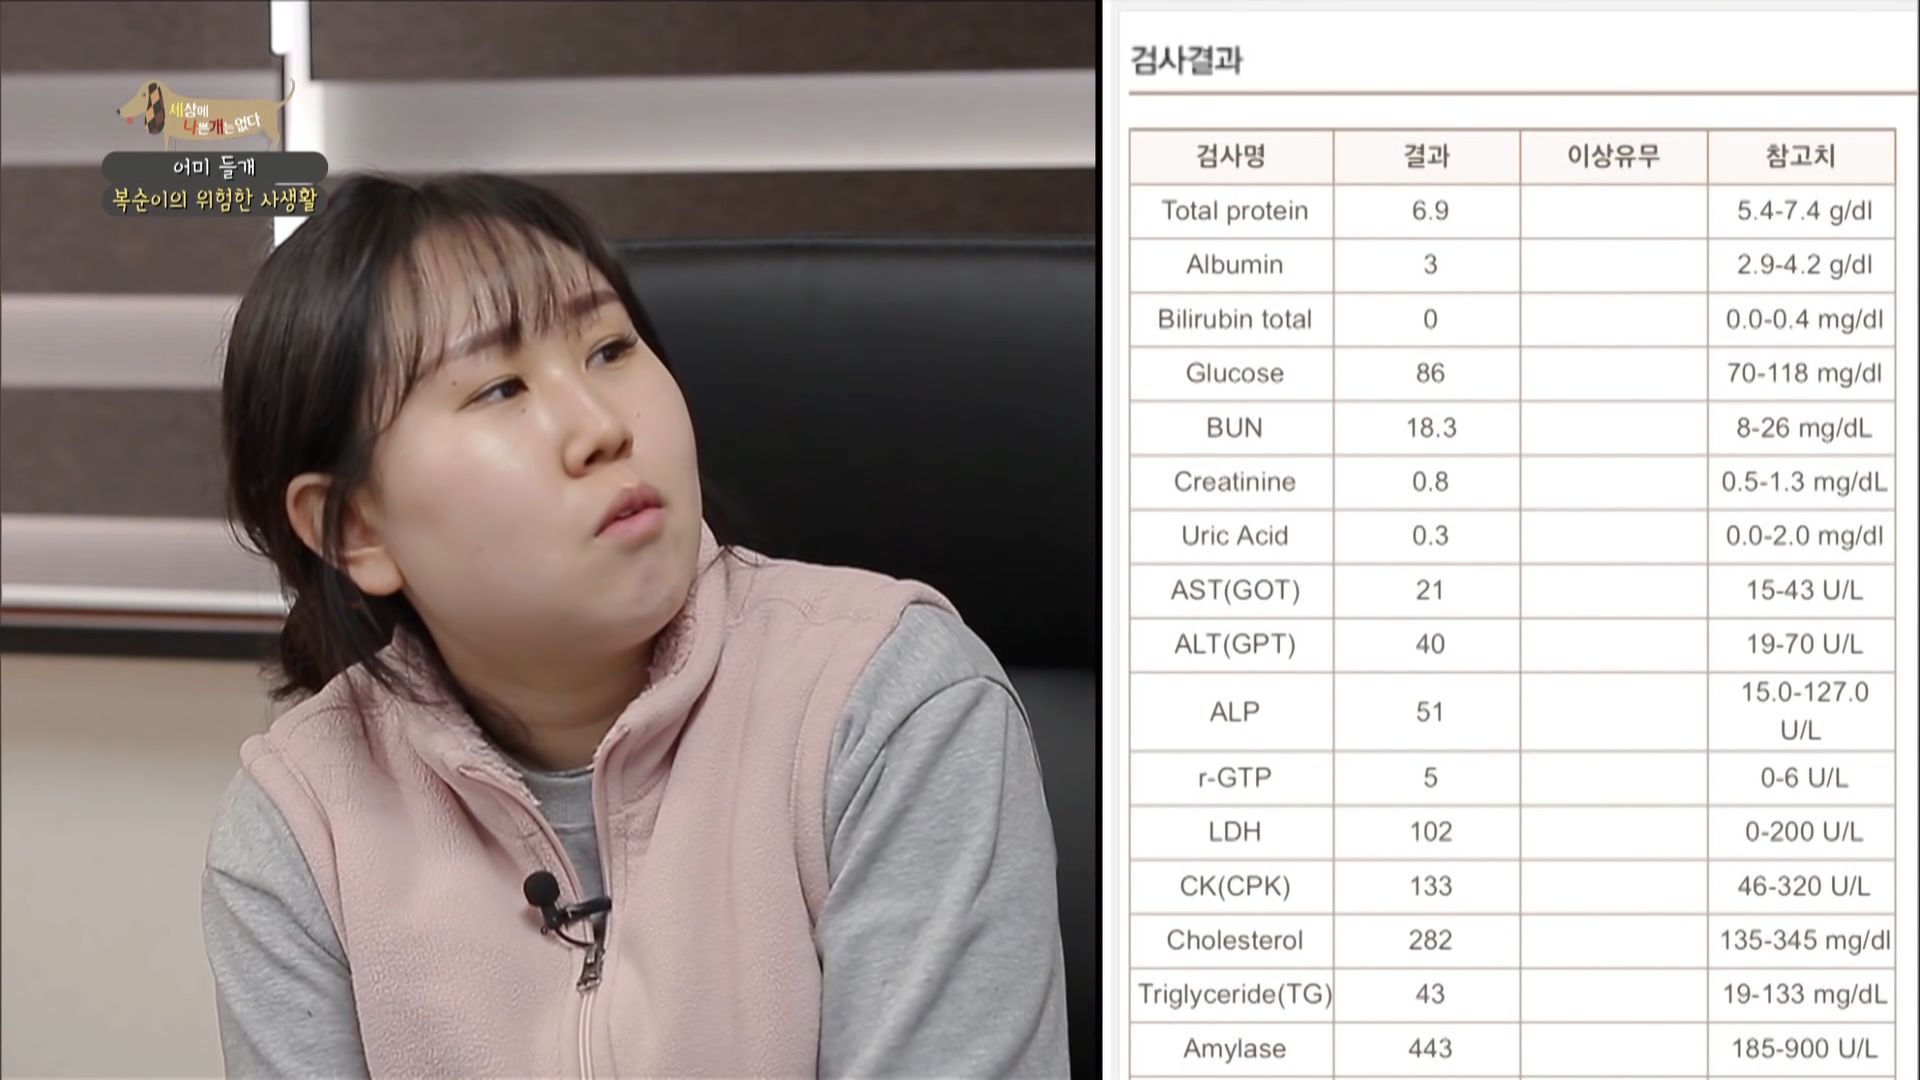 세상에
나쁜개는없다
어미 들개
복순이의 위험한 사생활
검사결과
검사명 결과 이상유무 참고치
Total protein 6.9 5.4-7.4 g/dl
Albumin 3 2.9-4.2 g/dl
Bilirubin total 0 0.0-0.4 mg/dl
Glucose 86 70-118 mg/dl
BUN 18.3 8-26 mg/dL
Creatinine 0.8 0.5-1.3 mg/dL
Uric Acid 0.3 0.0-2.0 mg/dl
AST(GOT) 21 15-43 U/L
ALT(GPT) 40 19-70 U/L
ALP 51 15.0-127.0
U/L
r-GTP 5 0-6 U/L
LDH 102 0-200 U/L
CK(CPK) 133 46-320 U/L
Cholesterol 282 135-345 mg/dl
Triglyceride(TG) 43 19-133 mg/dL
Amylase 443 185-900 U/L